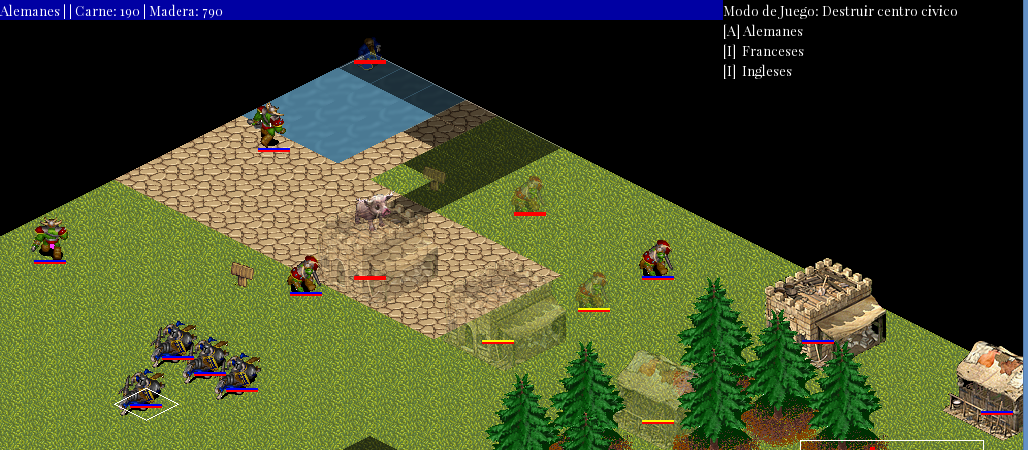 Alemanes || Carne: 190 | Madera: 790
Modo de Juego: Destruir centro civico
[A] Alemanes
[I] Franceses
[I] Ingleses